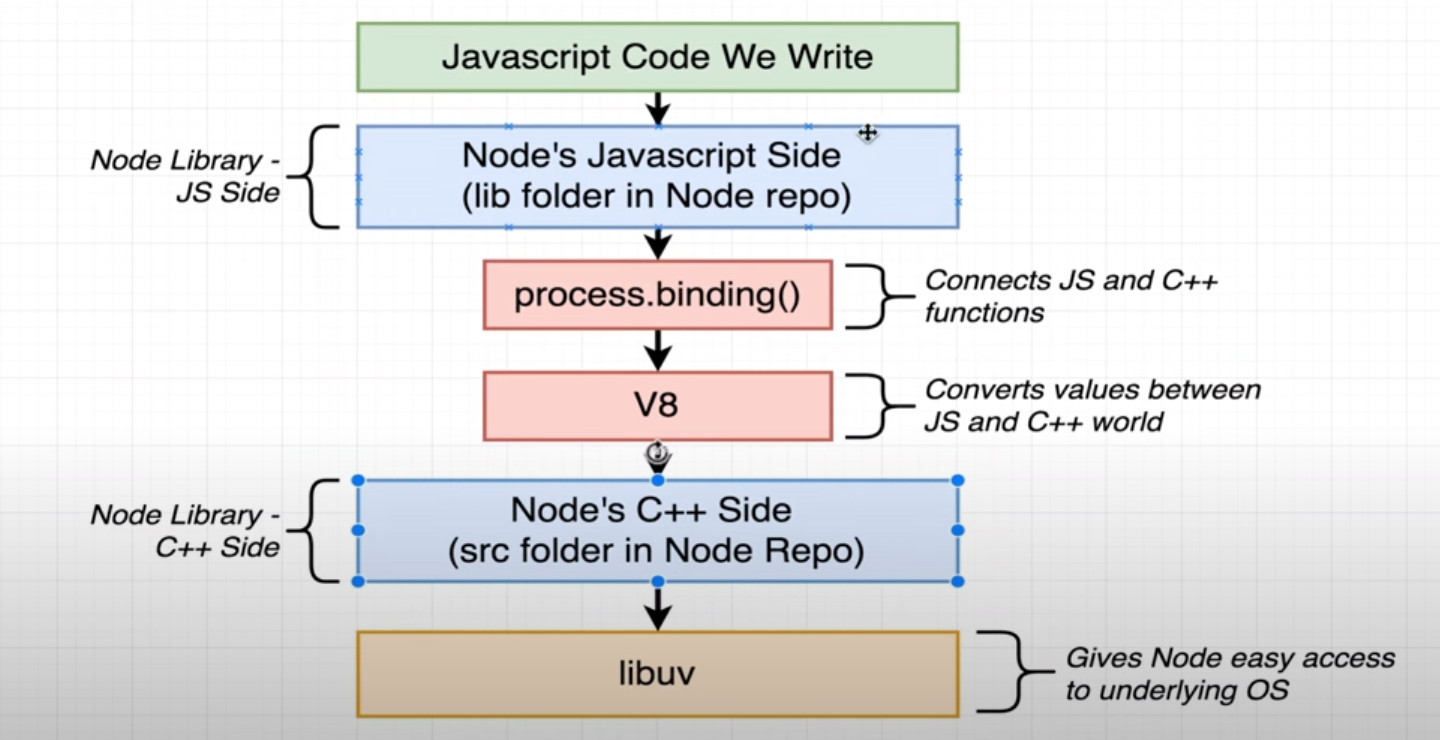 Javascript Code We Write
Node Library -
JS Side
Node's Javascript Side
(lib folder in Node repo)
process.binding()
Connects JS and C++
functions
V8
Converts values between
JS and C++ world
Node Library -
C++ Side
Node's C++ Side
(src folder in Node Repo)
libuv
Gives Node easy access
to underlying OS